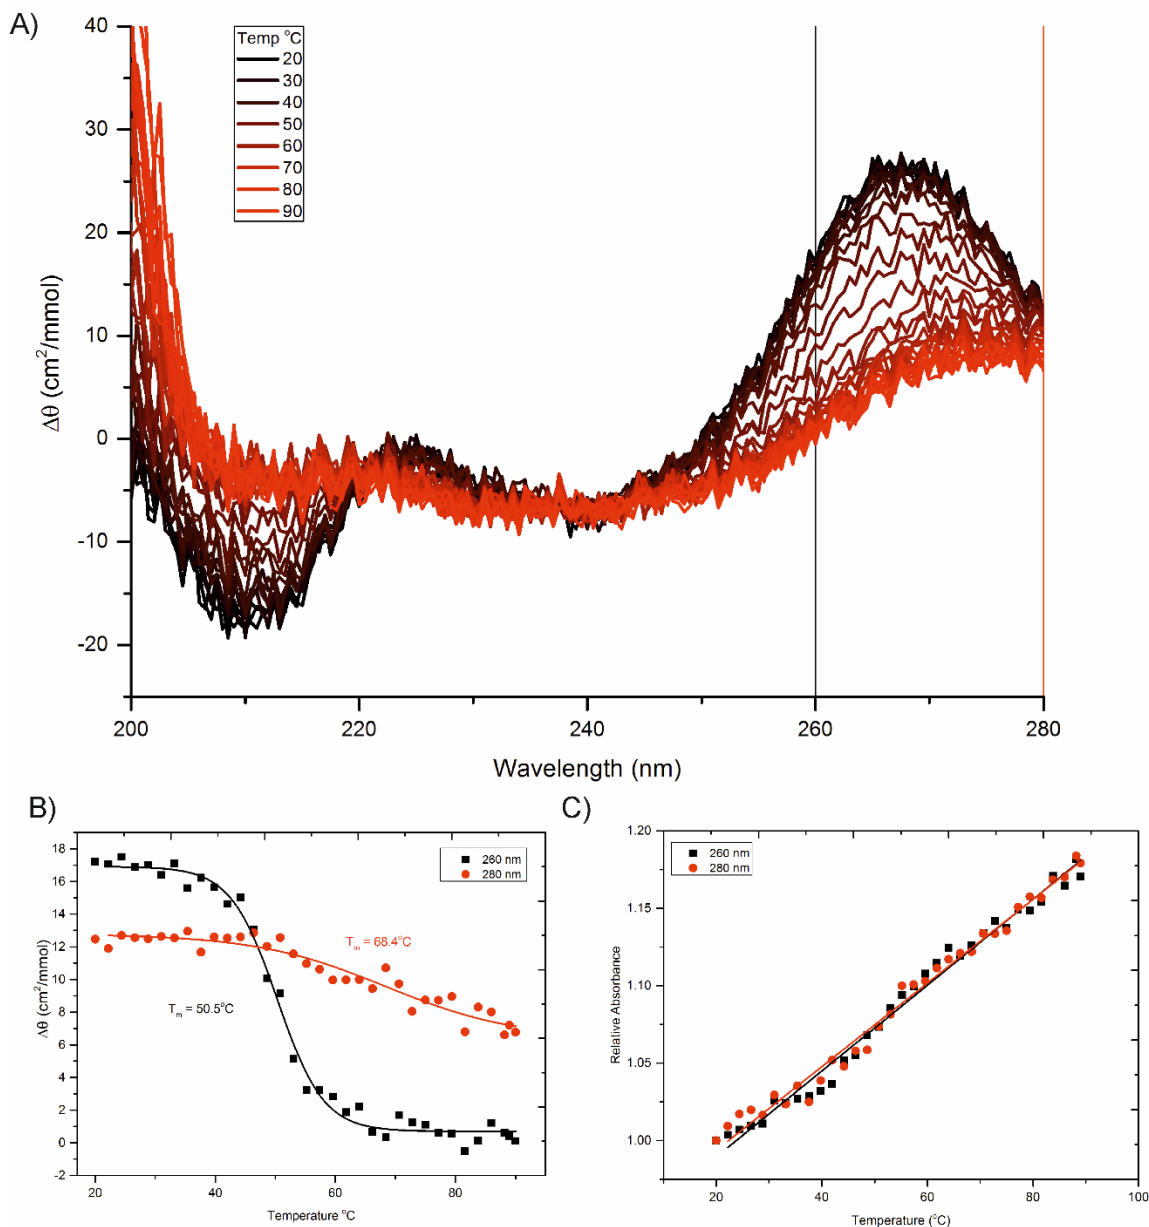 A)
Temp °C
20
30
40
50
60
70
80
90
40
30
20
10
0
-10
-20
Δθ (cm²/mmol)
200 220 240 260 280
Wavelength (nm)
B)
260 nm
280 nm
18
16
14
12
10
8
6
4
2
0
-2
Δθ (cm²/mmol)
Tm = 68.4°C
Tm = 50.5°C
20 40 60 80
Temperature °C
C)
260 nm
280 nm
1.20
1.15
1.10
1.05
1.00
Relative Absorbance
20 40 60 80 100
Temperature (°C)